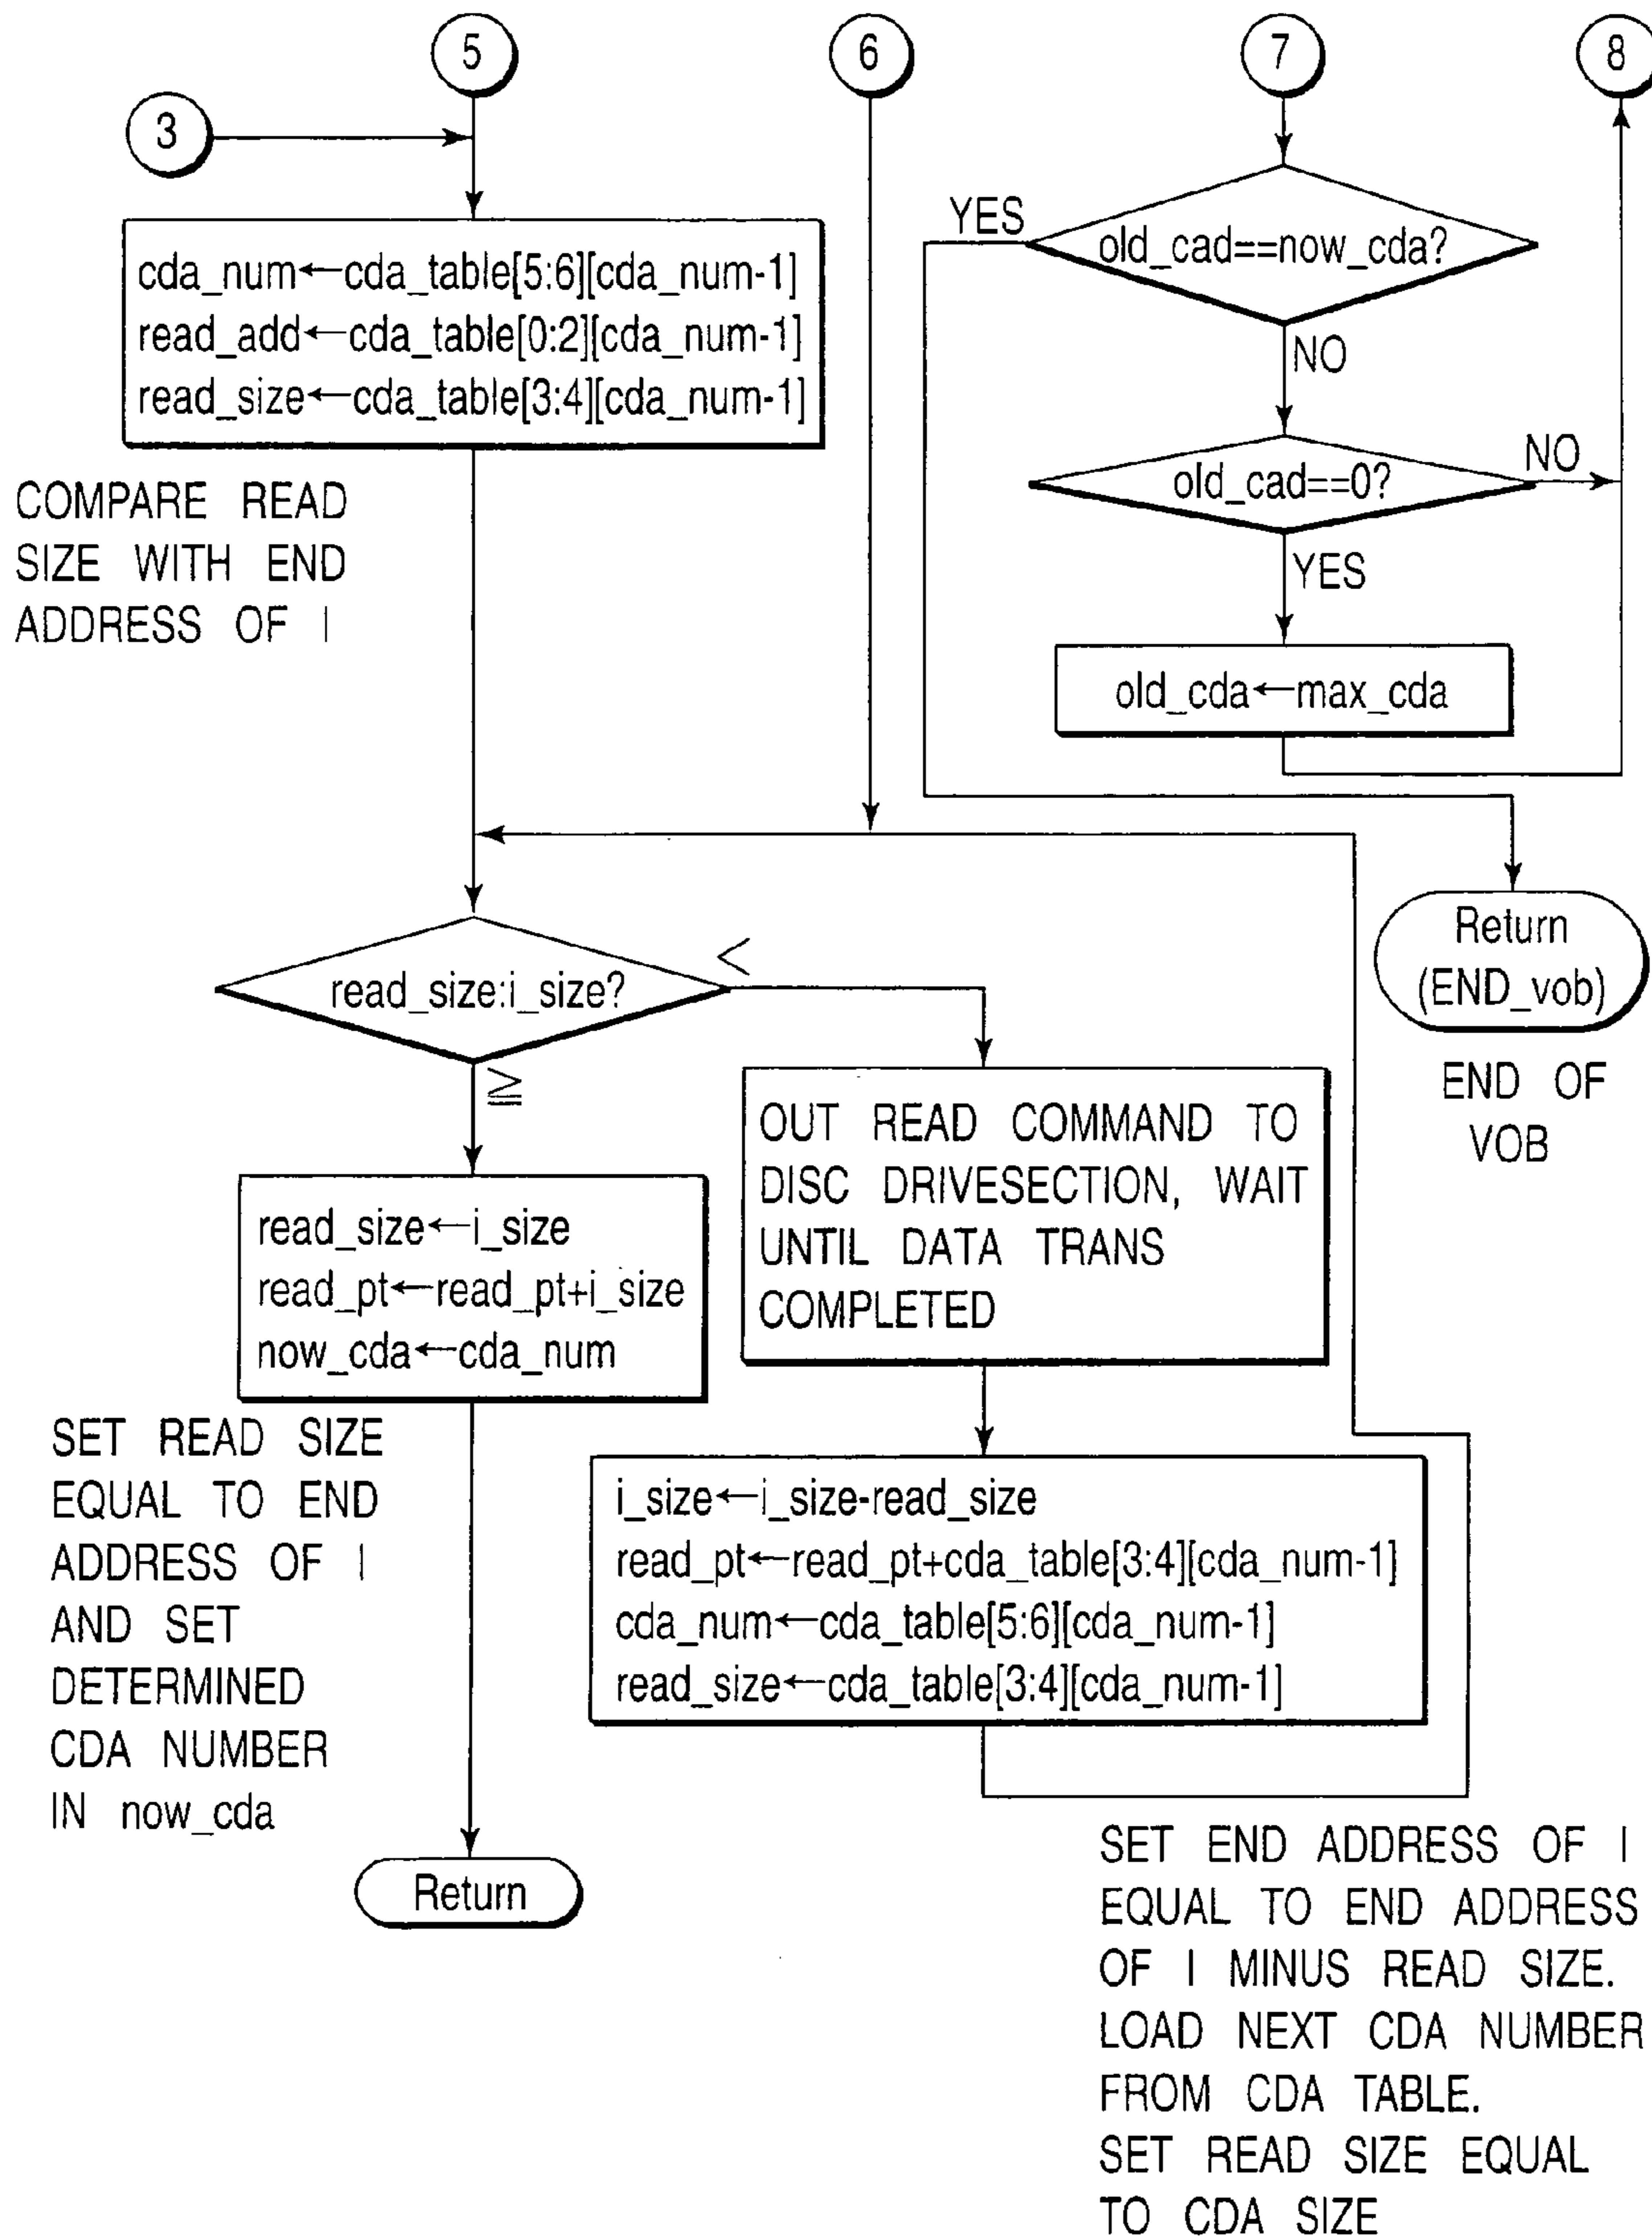 5
6
7
8
3
cda_num←cda_table[5:6][cda_num-1]
read_add←cda_table[0:2][cda_num-1]
read_size←cda_table[3:4][cda_num-1]
COMPARE READ
SIZE WITH END
ADDRESS OF I
YES
old_cad==now_cda?
NO
old_cad==0?
NO
YES
old_cda←max_cda
Return
(END_vob)
END OF
VOB
read_size:i_size?
<
≧
read_size←i_size
read_pt←read_pt+i_size
now_cda←cda_num
SET READ SIZE
EQUAL TO END
ADDRESS OF I
AND SET
DETERMINED
CDA NUMBER
IN now_cda
Return
OUT READ COMMAND TO
DISC DRIVESECTION, WAIT
UNTIL DATA TRANS
COMPLETED
i_size←i_size-read_size
read_pt←read_pt+cda_table[3:4][cda_num-1]
cda_num←cda_table[5:6][cda_num-1]
read_size←cda_table[3:4][cda_num-1]
SET END ADDRESS OF I
EQUAL TO END ADDRESS
OF I MINUS READ SIZE.
LOAD NEXT CDA NUMBER
FROM CDA TABLE.
SET READ SIZE EQUAL
TO CDA SIZE